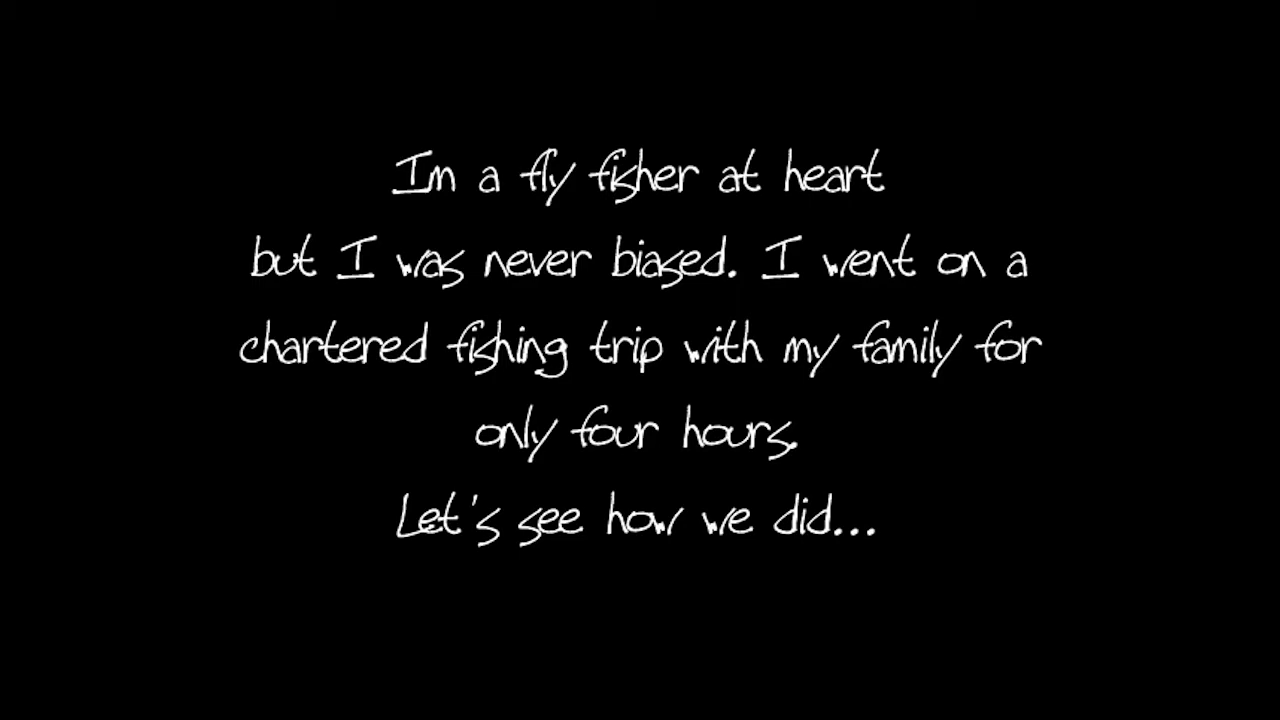 Im a fly fisher at heart
but I was never biased. I went on a
chartered fishing trip with my family for
only four hours.
Let's see how we did...